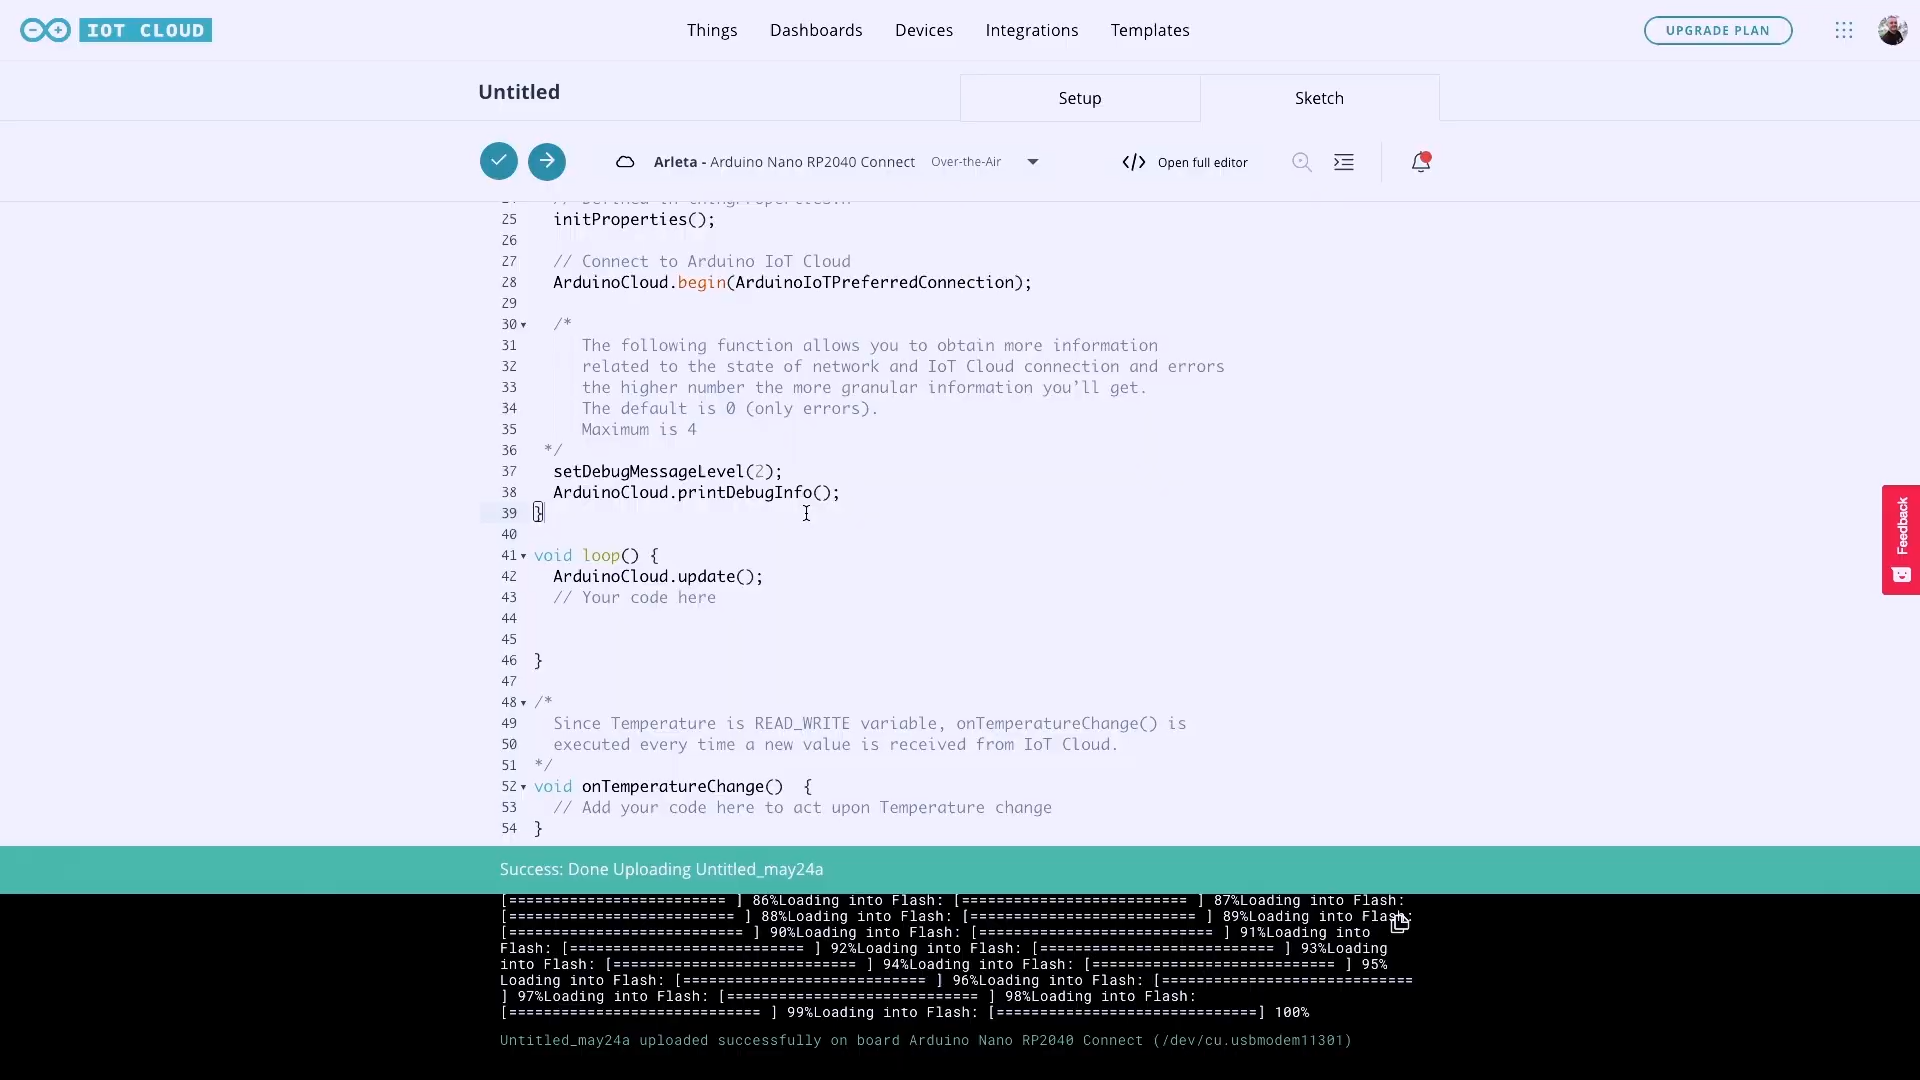 IOT CLOUD
Things
Dashboards
Devices
Integrations
Templates
UPGRADE PLAN
Untitled
Setup
Sketch
Arleta - Arduino Nano RP2040 Connect Over-the-Air
</> Open full editor
25 initProperties();
26
27 // Connect to Arduino IoT Cloud
28 ArduinoCloud.begin(ArduinoIoTPreferredConnection);
29
30 /*
31 The following function allows you to obtain more information
32 related to the state of network and IoT Cloud connection and errors
33 the higher number the more granular information you’ll get.
34 The default is 0 (only errors).
35 Maximum is 4
36 */
37 setDebugMessageLevel(2);
38 ArduinoCloud.printDebugInfo();
39 }
40
41 void loop() {
42 ArduinoCloud.update();
43 // Your code here
44
45
46 }
47
48 /*
49 Since Temperature is READ_WRITE variable, onTemperatureChange() is
50 executed every time a new value is received from IoT Cloud.
51 */
52 void onTemperatureChange()  {
53 // Add your code here to act upon Temperature change
54 }
Feedback
Success: Done Uploading Untitled_may24a
[========================= ] 86%Loading into Flash: [========================== ] 87%Loading into Flash:
[========================== ] 88%Loading into Flash: [========================== ] 89%Loading into Flash:
[=========================== ] 90%Loading into Flash: [=========================== ] 91%Loading into
Flash: [=========================== ] 92%Loading into Flash: [=========================== ] 93%Loading
into Flash: [============================ ] 94%Loading into Flash: [============================ ] 95%
Loading into Flash: [============================ ] 96%Loading into Flash: [=============================
] 97%Loading into Flash: [============================= ] 98%Loading into Flash:
[============================= ] 99%Loading into Flash: [==============================] 100%
Untitled_may24a uploaded successfully on board Arduino Nano RP2040 Connect (/dev/cu.usbmodem11301)